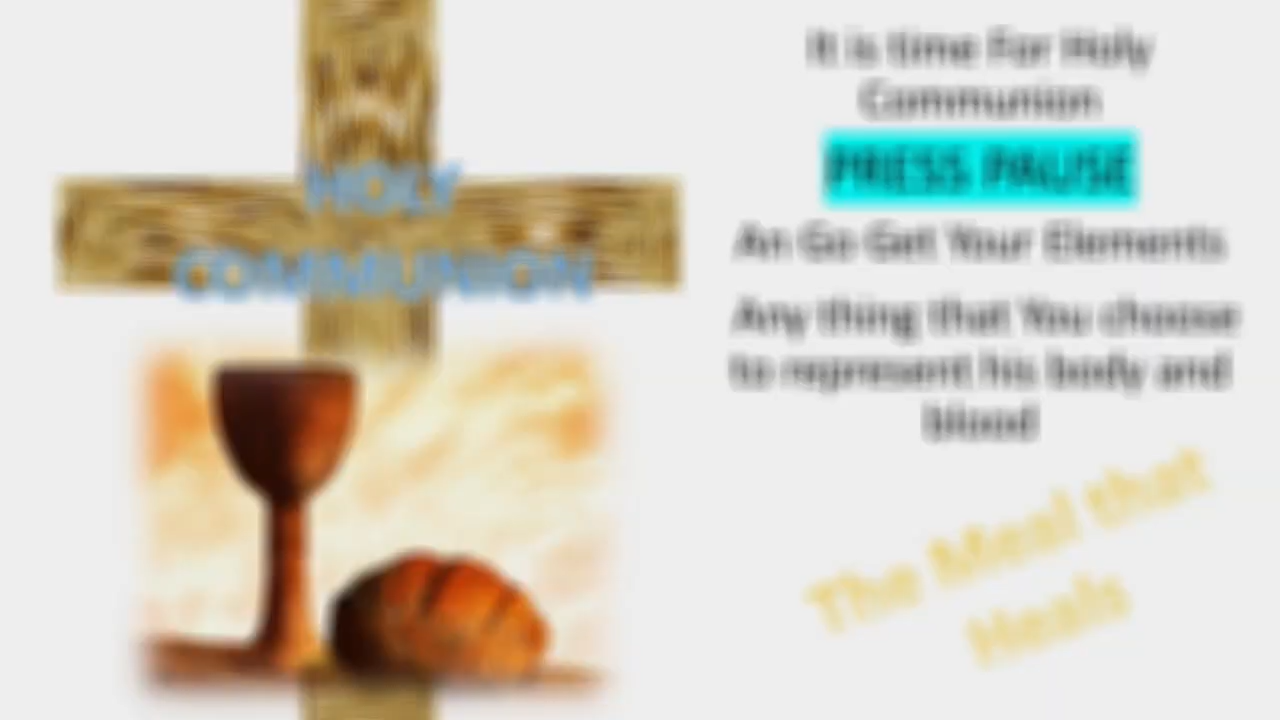 HOLY
COMMUNION
It is time For Holy
Communion
PRESS PAUSE
An Go Get Your Elements
Any thing that You choose
to represent his body and
blood
The Meal that
Heals